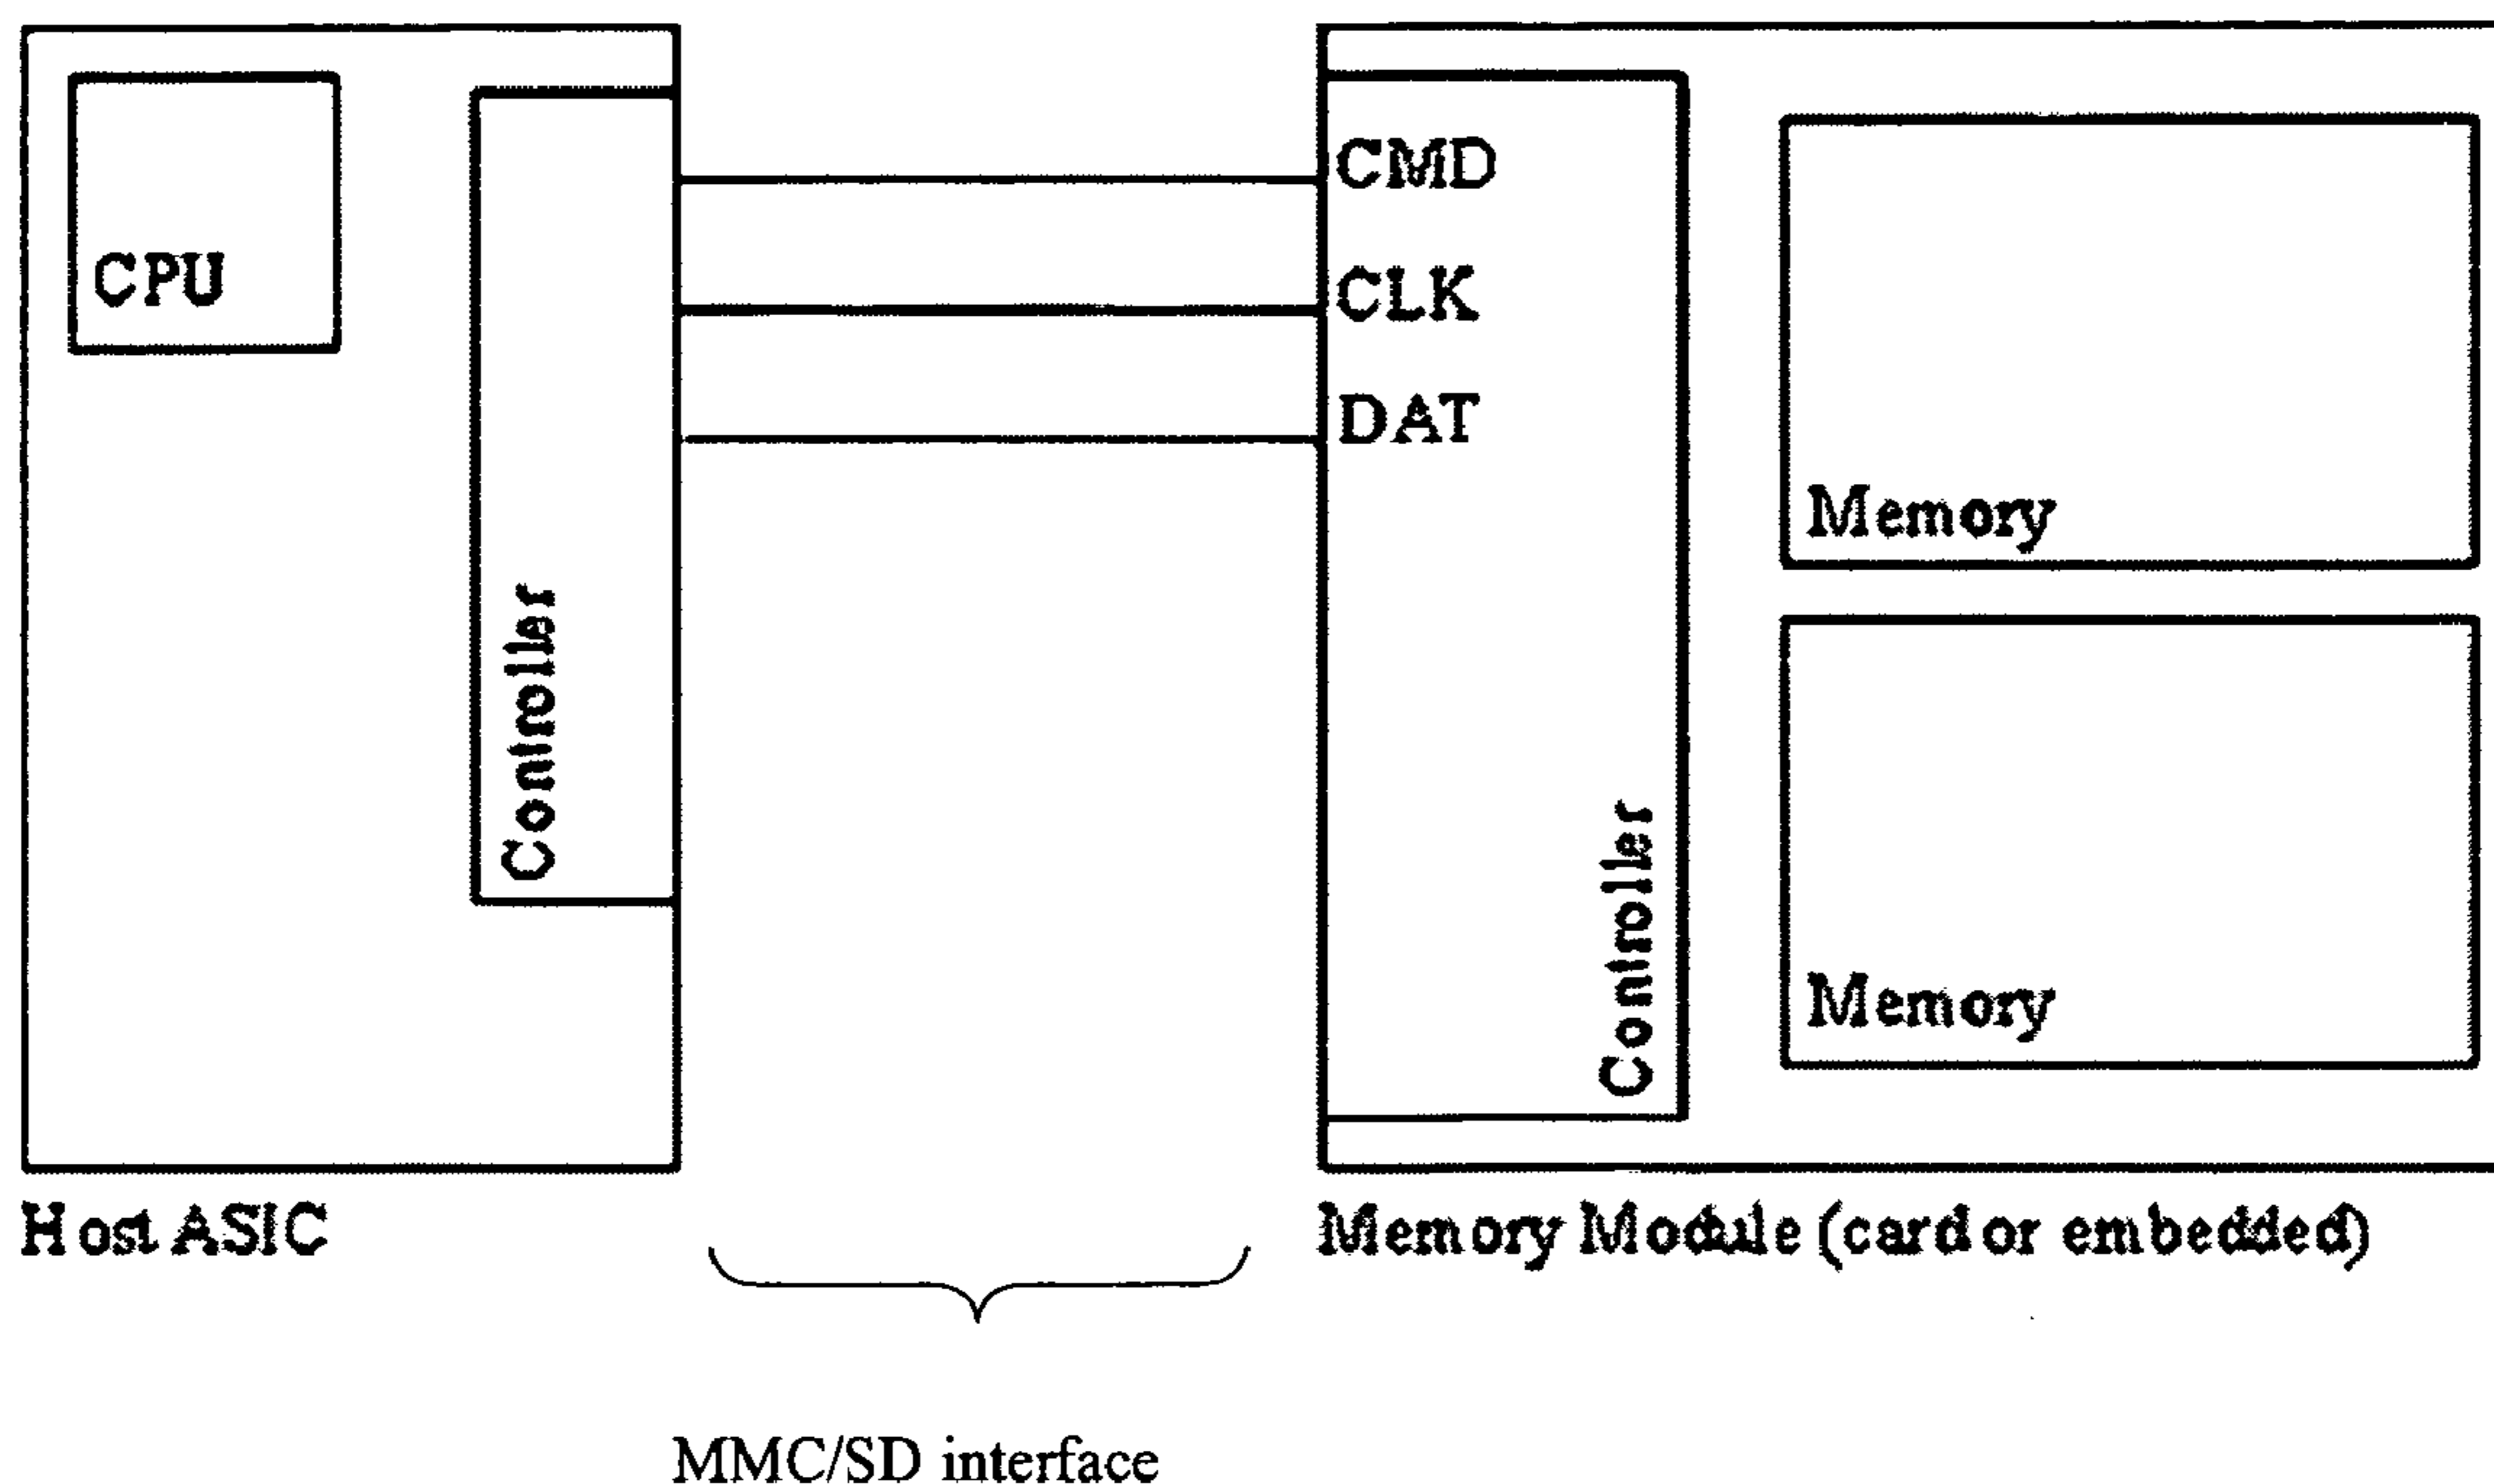 CPU
Controller
CMD
CLK
DAT
Controller
Memory
Memory
Host ASIC
Memory Module (card or embedded)
MMC/SD interface